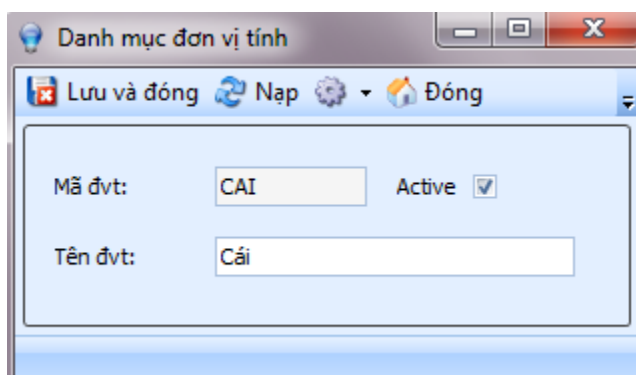 Danh mục đơn vị tính
Lưu và đóng Nạp Đóng
Mã đvt: CAI Active
Tên đvt: Cái